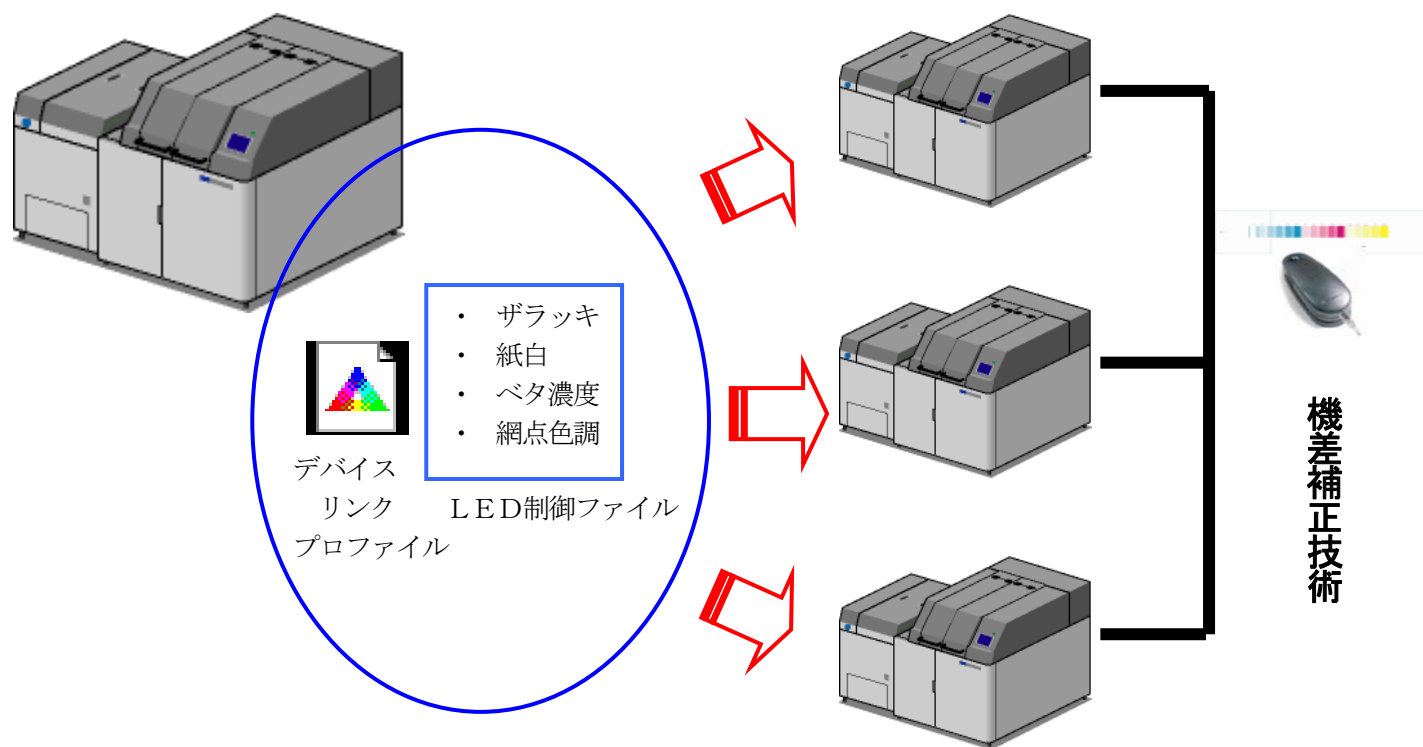 ・ ザラッキ
・ 紙白
・ ベタ濃度
・ 網点色調
デバイス
リンク
プロファイル
ＬＥＤ制御ファイル
機差補正技術